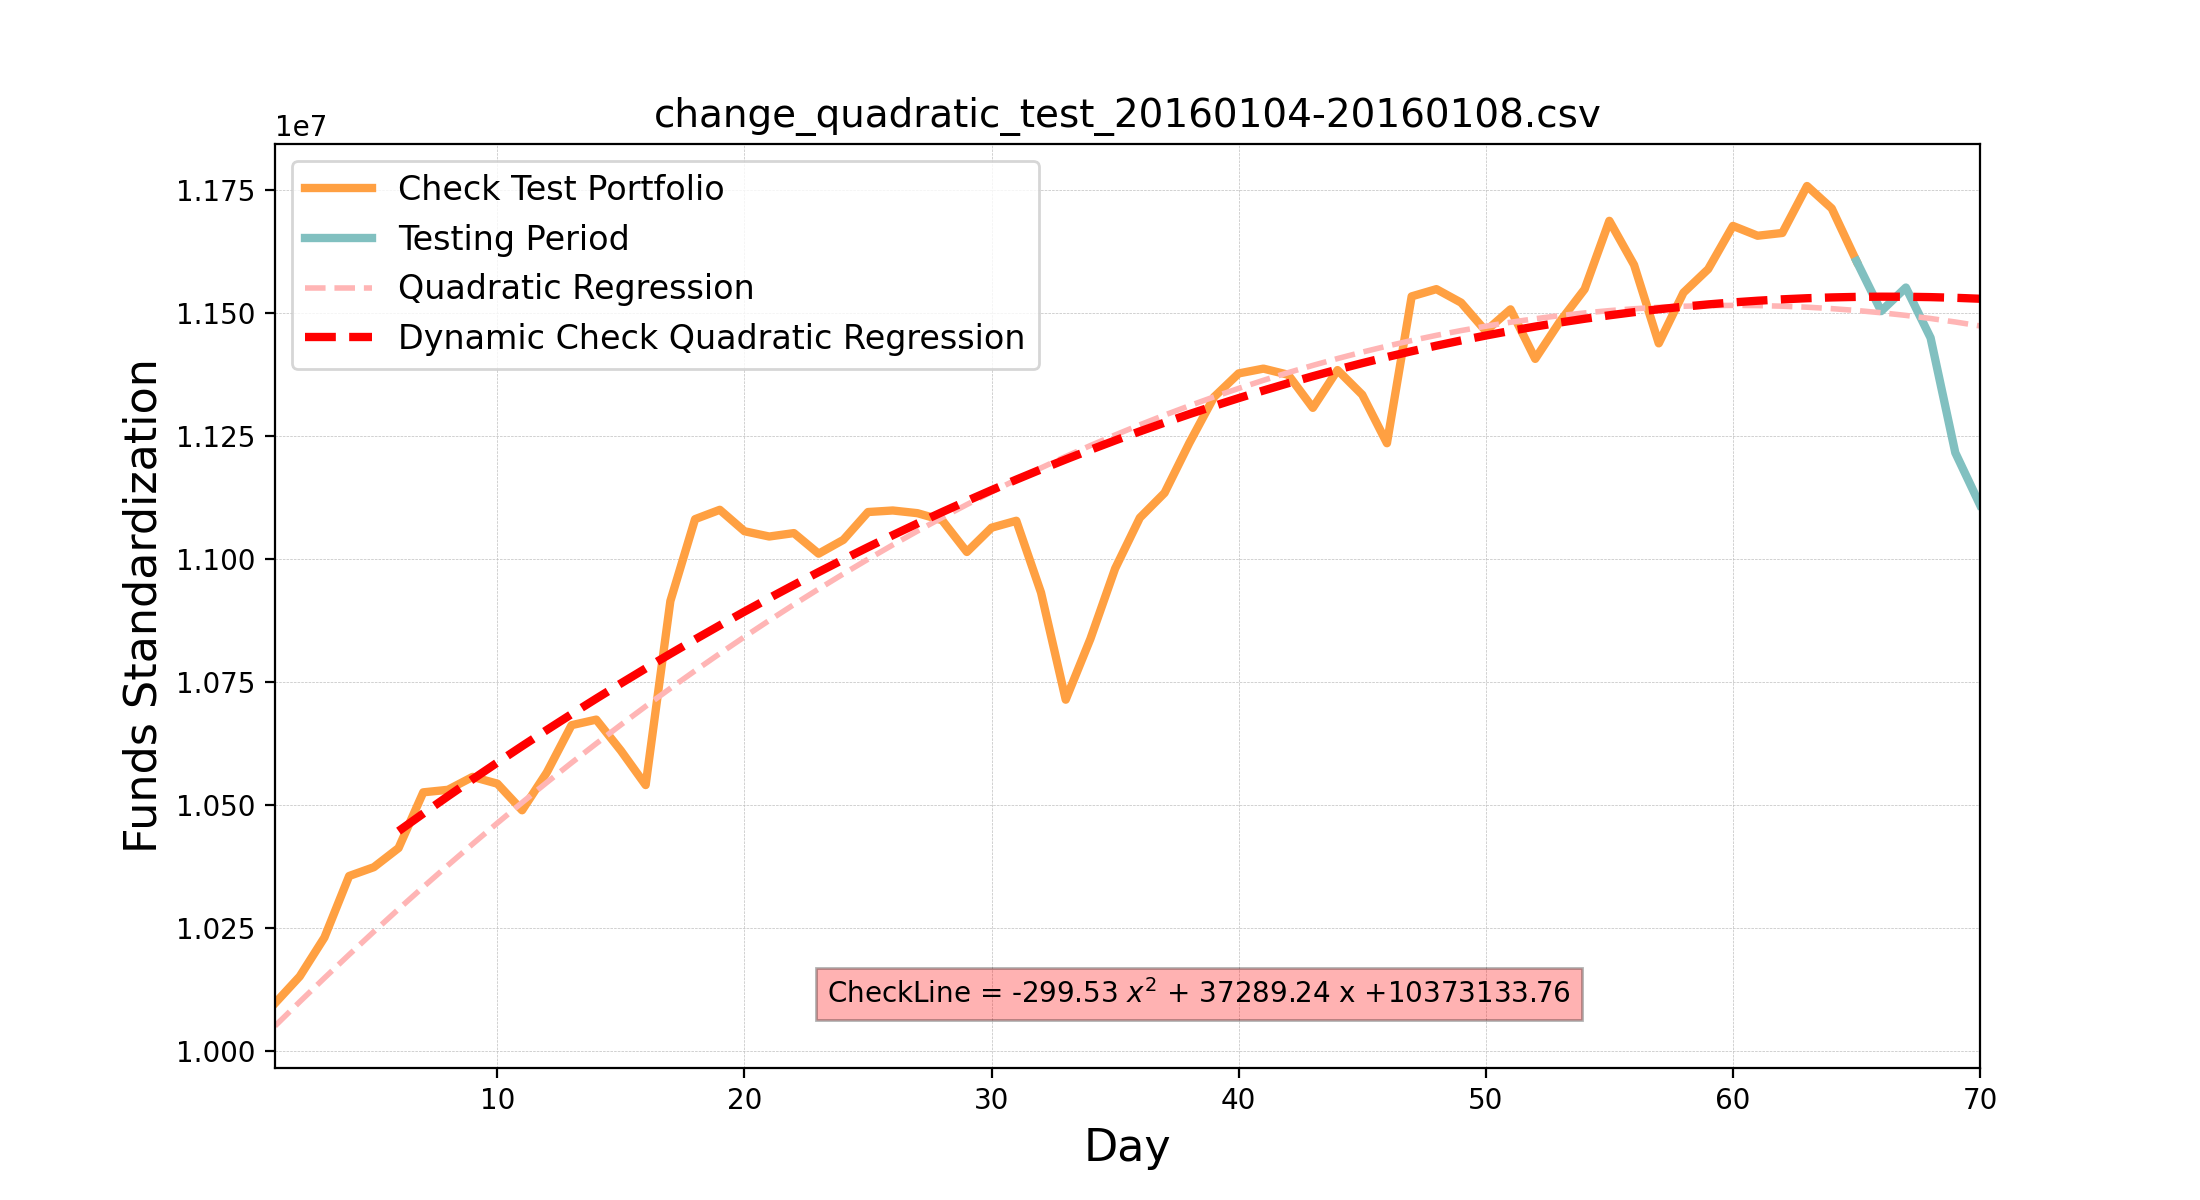 change_quadratic_test_20160104-20160108.csv
1e7
Check Test Portfolio
Testing Period
Quadratic Regression
Dynamic Check Quadratic Regression
1.175
1.150
1.125
1.100
1.075
1.050
1.025
1.000
Funds Standardization
CheckLine = -299.53 x² + 37289.24 x +10373133.76
10 20 30 40 50 60 70
Day